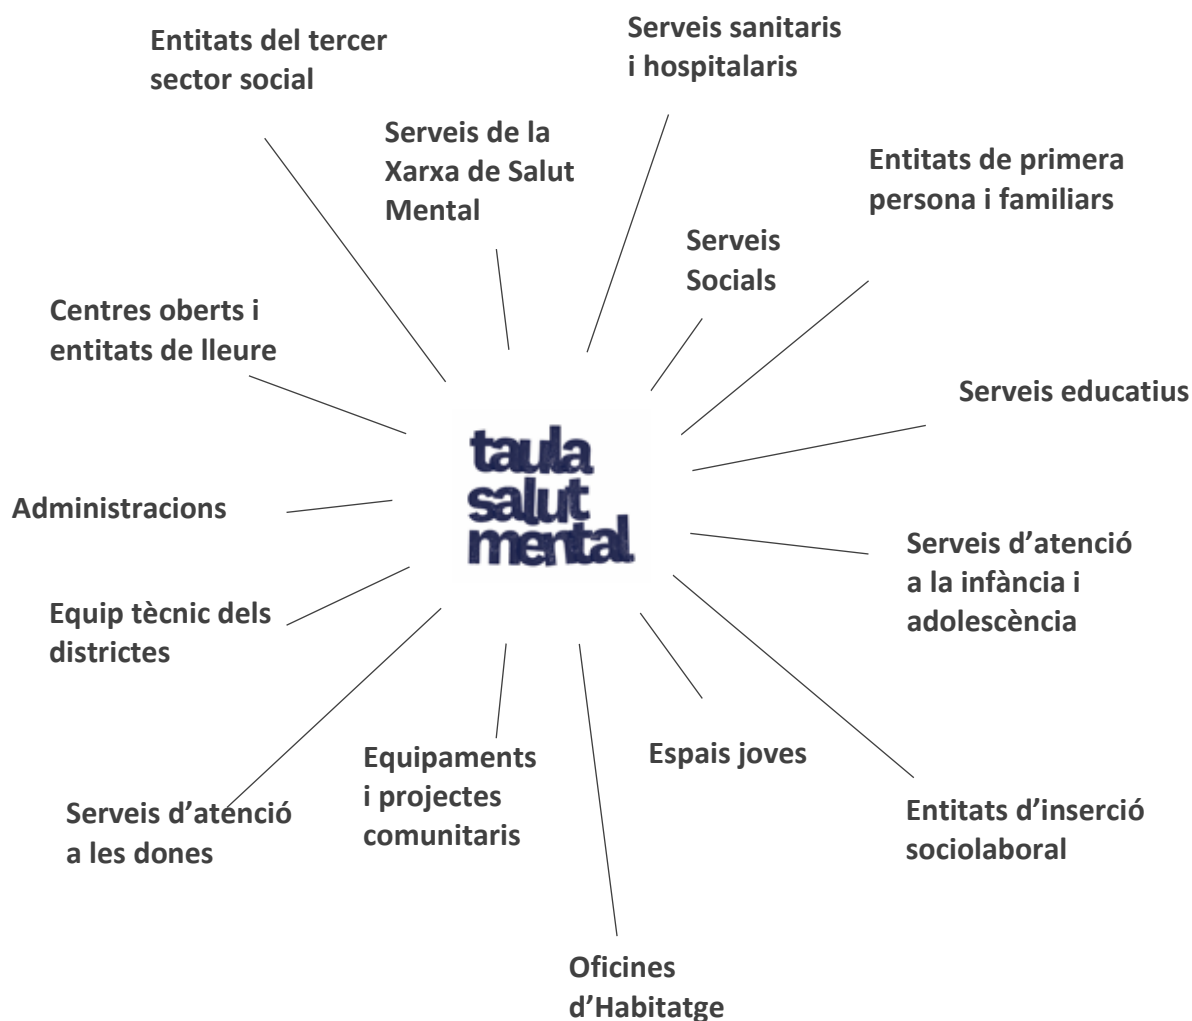 Entitats del tercer
sector social
Serveis sanitaris
i hospitalaris
Serveis de la
Xarxa de Salut
Mental
Entitats de primera
persona i familiars
Serveis
Socials
Centres oberts i
entitats de lleure
Serveis educatius
taula
salut
mental
Administracions
Serveis d’atenció
a la infància i
adolescència
Equip tècnic dels
districtes
Equipaments
i projectes
comunitaris
Espais joves
Serveis d’atenció
a les dones
Entitats d’inserció
sociolaboral
Oficines
d’Habitatge